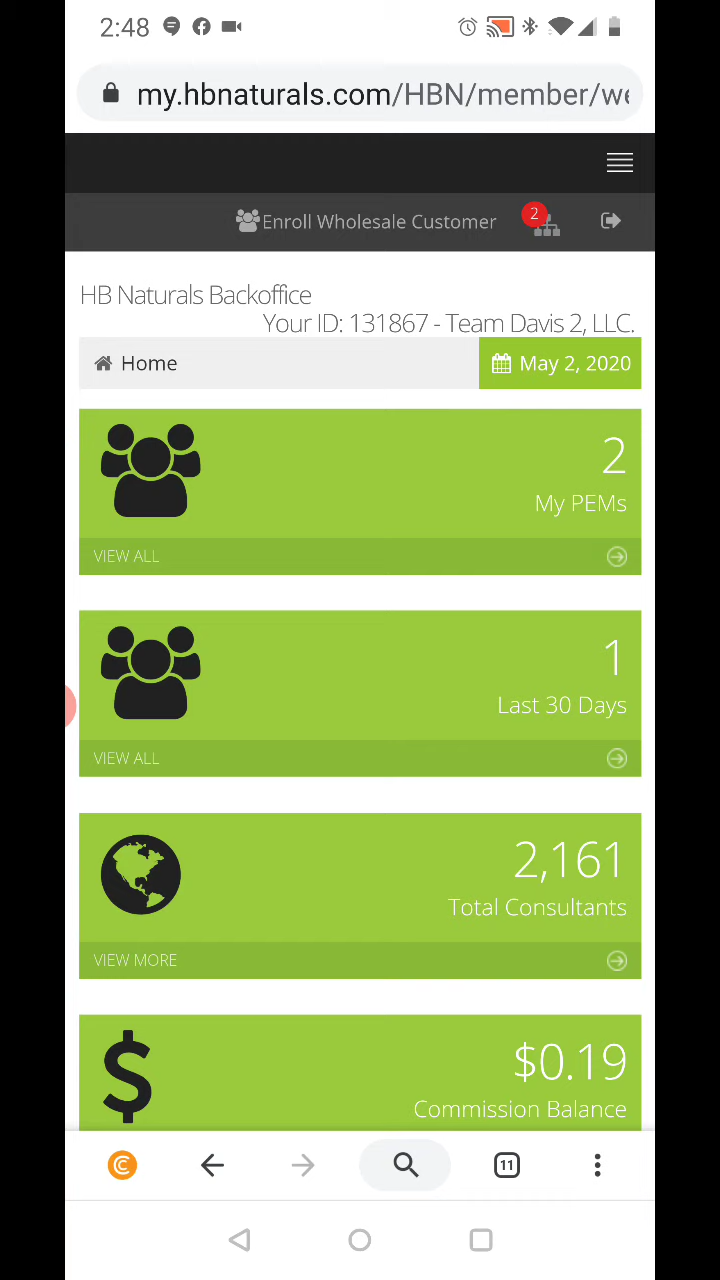 2:48
my.hbnaturals.com/HBN/member/we
Enroll Wholesale Customer
2
HB Naturals Backoffice
Your ID: 131867 - Team Davis 2, LLC.
Home
May 2, 2020
2
My PEMs
VIEW ALL
1
Last 30 Days
VIEW ALL
2,161
Total Consultants
VIEW MORE
$0.19
Commission Balance
11